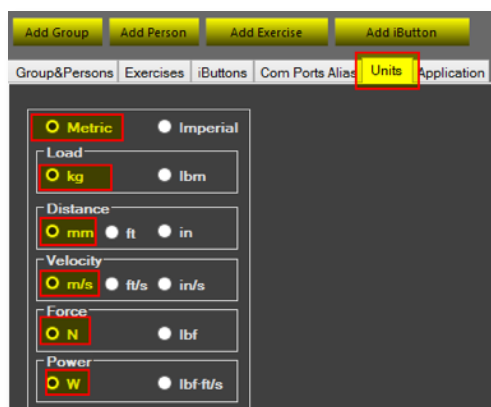 Add Group Add Person Add Exercise Add iButton
Group&Persons Exercises iButtons Com Ports Alias Units Application
Metric Imperial
Load
kg lbm
Distance
mm ft in
Velocity
m/s ft/s in/s
Force
N lbf
Power
W lbf-ft/s